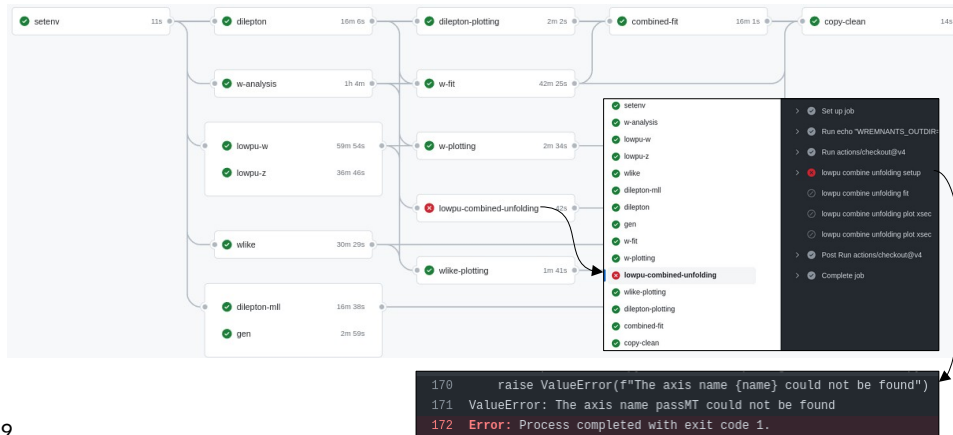 setenv 11s
dilepton 16m 6s
dilepton-plotting 2m 2s
combined-fit 16m 1s
copy-clean 14s
w-analysis 1h 4m
w-fit 42m 25s
lowpu-w 59m 54s
lowpu-z 36m 46s
w-plotting 2m 34s
lowpu-combined-unfolding 42s
wlike 30m 29s
wlike-plotting 1m 41s
dilepton-mll 16m 38s
gen 2m 59s
setenv
w-analysis
lowpu-w
lowpu-z
wlike
dilepton-mll
dilepton
gen
w-fit
w-plotting
lowpu-combined-unfolding
wlike-plotting
dilepton-plotting
combined-fit
copy-clean
Set up job
Run echo "WREMNANTS_OUTDIR=
Run actions/checkout@v4
lowpu combine unfolding setup
lowpu combine unfolding fit
lowpu combine unfolding plot xsec
lowpu combine unfolding plot xsec
Post Run actions/checkout@v4
Complete job
170 raise ValueError(f"The axis name {name} could not be found")
171 ValueError: The axis name passMT could not be found
172 Error: Process completed with exit code 1.
9